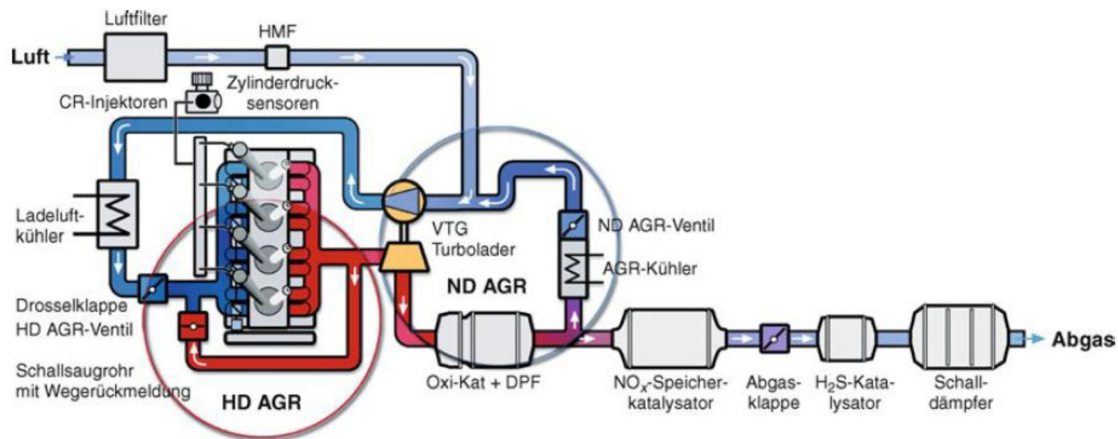 Luftfilter
HMF
Luft
Zylinderdruck-
sensoren
CR-Injektoren
Ladeluft-
kühler
VTG
Turbolader
ND AGR-Ventil
AGR-Kühler
ND AGR
Drosselklappe
HD AGR-Ventil
Schallsaugrohr
mit Wegerückmeldung
HD AGR
Oxi-Kat + DPF
NOx-Speicher-
katalysator
Abgas-
klappe
H2S-Kata-
lysator
Schall-
dämpfer
Abgas